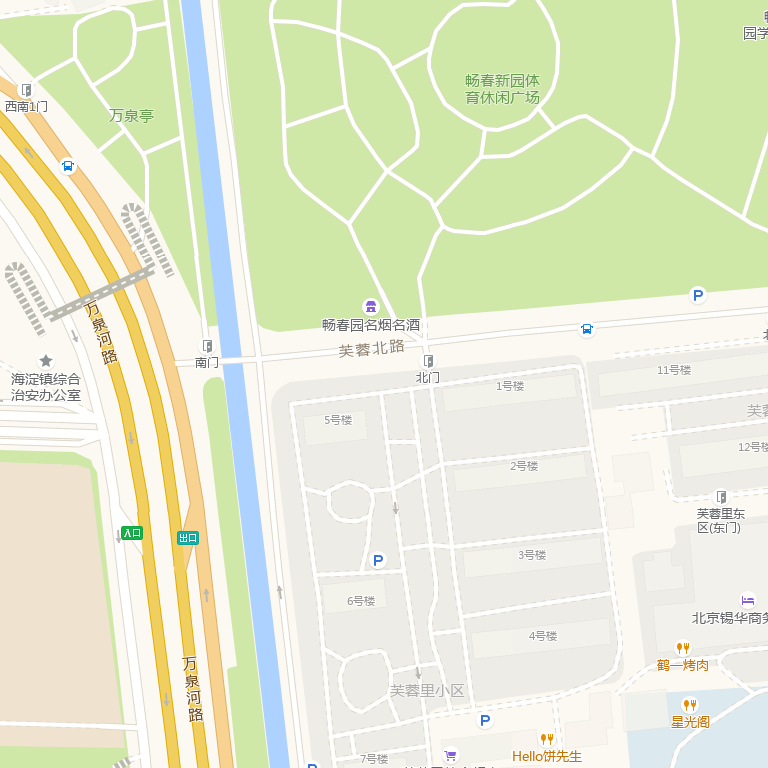 园学
畅春新园体
育休闲广场
西南1门
万泉亭
P
畅春园名烟名酒
万泉河路
芙蓉北路
南门
北门
海淀镇综合
治安办公室
1号楼
11号楼
5号楼
12号楼
2号楼
芙蓉里东
区(东门)
入口
出口
3号楼
P
6号楼
北京锡华商务
4号楼
鹤一烤肉
万泉河路
芙蓉里小区
P
星光阁
Hello饼先生
7号楼
P